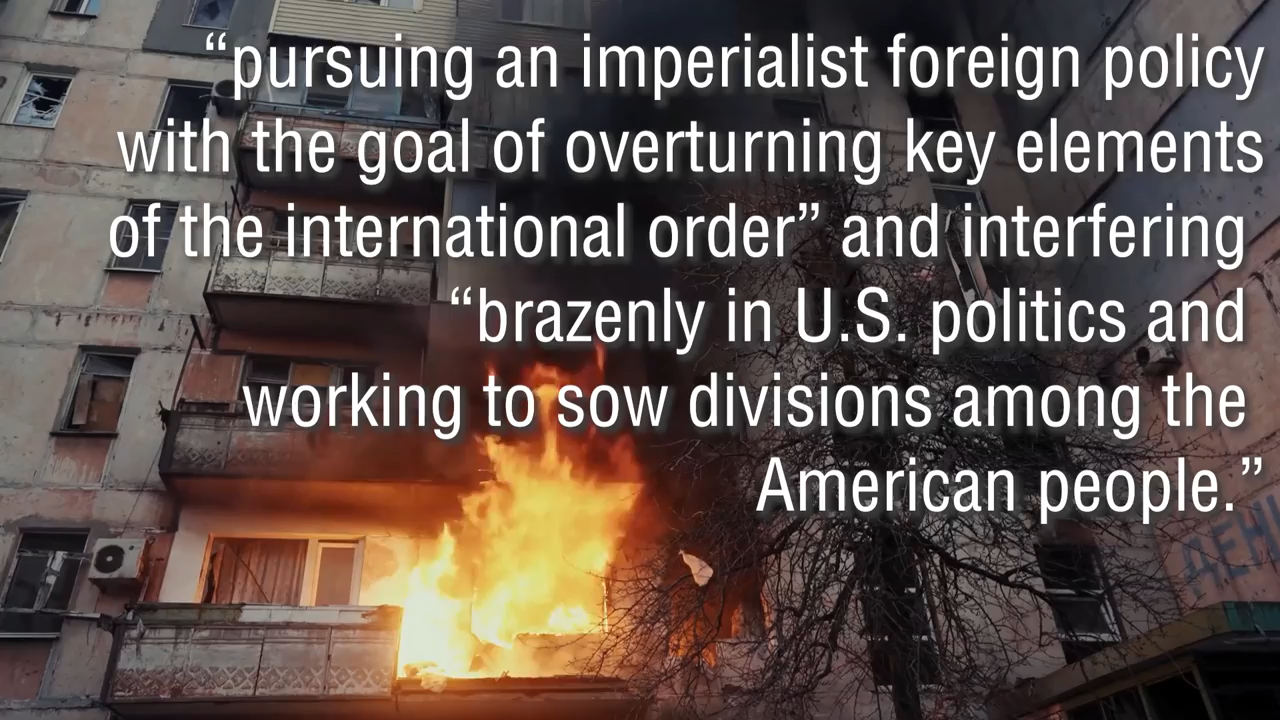 “pursuing an imperialist foreign policy
with the goal of overturning key elements
of the international order” and interfering
“brazenly in U.S. politics and
working to sow divisions among the
American people.”